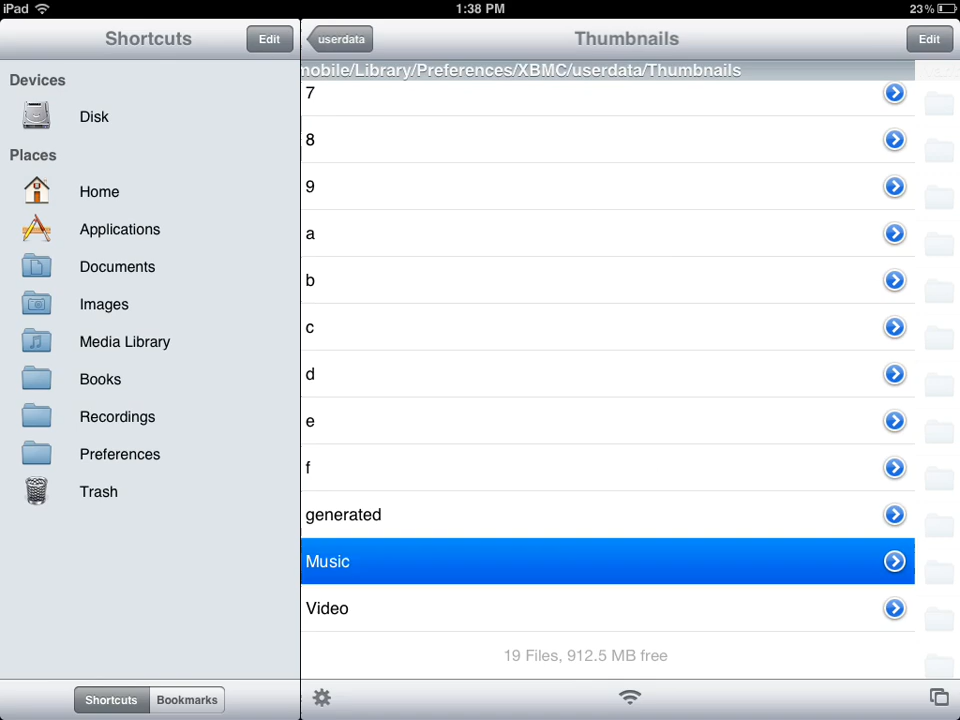 iPad 1:38 PM 23%
Shortcuts Edit
Devices
Disk
Places
Home
Applications
Documents
Images
Media Library
Books
Recordings
Preferences
Trash
Shortcuts Bookmarks
userdata Thumbnails Edit
mobile/Library/Preferences/XBMC/userdata/Thumbnails
7
8
9
a
b
c
d
e
f
generated
Music
Video
19 Files, 912.5 MB free